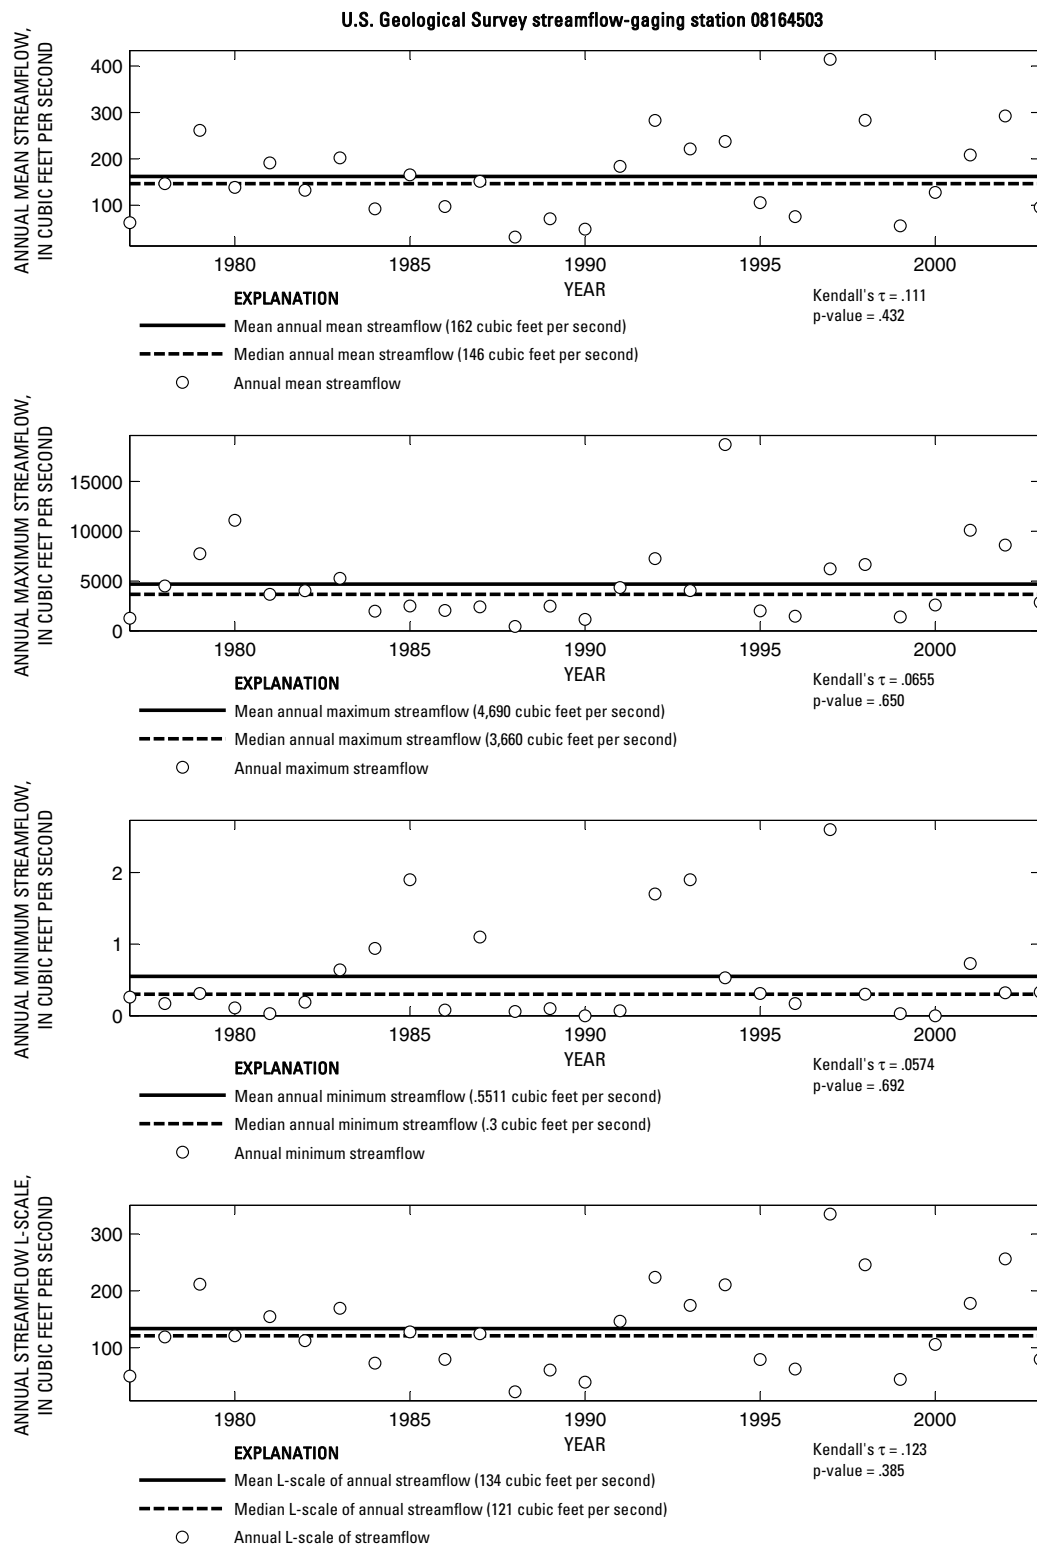 U.S. Geological Survey streamflow-gaging station 08164503
ANNUAL MEAN STREAMFLOW,
IN CUBIC FEET PER SECOND
400
300
200
100
1980 1985 1990 1995 2000
YEAR
Kendall's τ = .111
p-value = .432
EXPLANATION
Mean annual mean streamflow (162 cubic feet per second)
Median annual mean streamflow (146 cubic feet per second)
Annual mean streamflow
ANNUAL MAXIMUM STREAMFLOW,
IN CUBIC FEET PER SECOND
15000
10000
5000
0
1980 1985 1990 1995 2000
YEAR
Kendall's τ = .0655
p-value = .650
EXPLANATION
Mean annual maximum streamflow (4,690 cubic feet per second)
Median annual maximum streamflow (3,660 cubic feet per second)
Annual maximum streamflow
ANNUAL MINIMUM STREAMFLOW,
IN CUBIC FEET PER SECOND
2
1
0
1980 1985 1990 1995 2000
YEAR
Kendall's τ = .0574
p-value = .692
EXPLANATION
Mean annual minimum streamflow (.5511 cubic feet per second)
Median annual minimum streamflow (.3 cubic feet per second)
Annual minimum streamflow
ANNUAL STREAMFLOW L-SCALE,
IN CUBIC FEET PER SECOND
300
200
100
1980 1985 1990 1995 2000
YEAR
Kendall's τ = .123
p-value = .385
EXPLANATION
Mean L-scale of annual streamflow (134 cubic feet per second)
Median L-scale of annual streamflow (121 cubic feet per second)
Annual L-scale of streamflow